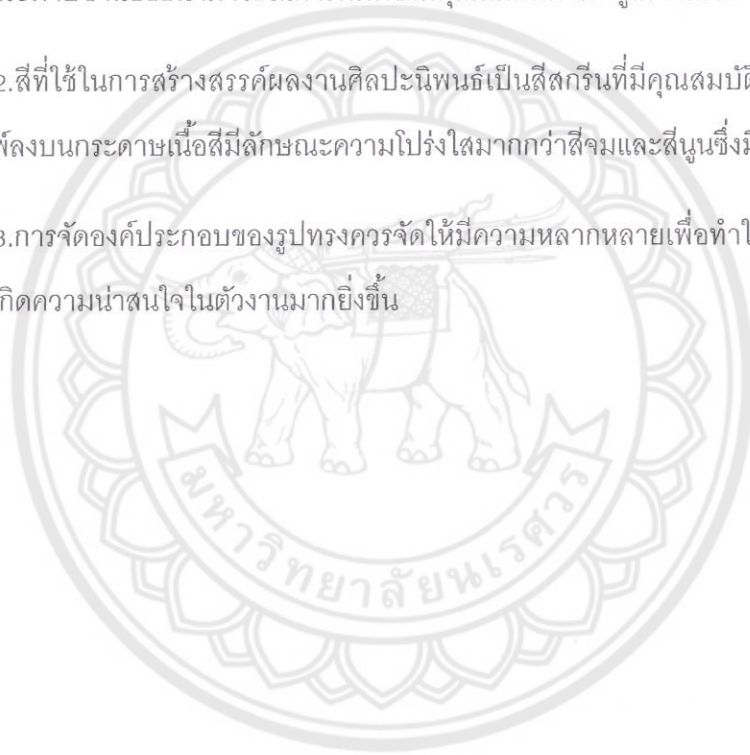 2.สีที่ใช้ในการสร้างสรรค์ผลงานศิลปะนิพนธ์เป็นสีสกรีนที่มีคุณสมบัติ
พ์ลงบนกระดาษเนื้อสีมีลักษณะความโปร่งใสมากกว่าสีจมและสีนูนซึ่งมี
3.การจัดองค์ประกอบของรูปทรงควรจัดให้มีความหลากหลายเพื่อทำให้
กิดความน่าสนใจในตัวงานมากยิ่งขึ้น
มหาวิทยาลัยนเรศวร